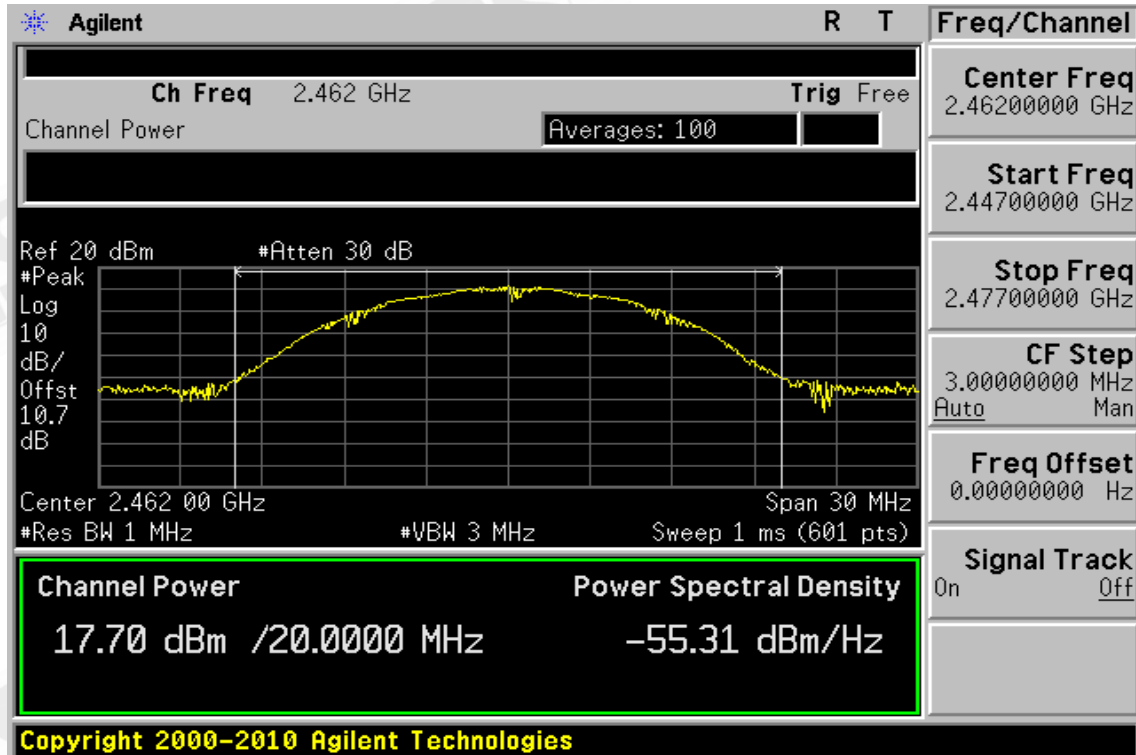 Agilent R T
Ch Freq 2.462 GHz Trig Free
Channel Power Averages: 100
Ref 20 dBm #Atten 30 dB
#Peak
Log
10
dB/
Offst
10.7
dB
Center 2.462 00 GHz Span 30 MHz
#Res BW 1 MHz #VBW 3 MHz Sweep 1 ms (601 pts)
Channel Power Power Spectral Density
17.70 dBm /20.0000 MHz -55.31 dBm/Hz
Copyright 2000-2010 Agilent Technologies
Freq/Channel
Center Freq
2.46200000 GHz
Start Freq
2.44700000 GHz
Stop Freq
2.47700000 GHz
CF Step
3.00000000 MHz
Auto Man
Freq Offset
0.00000000 Hz
Signal Track
On Off